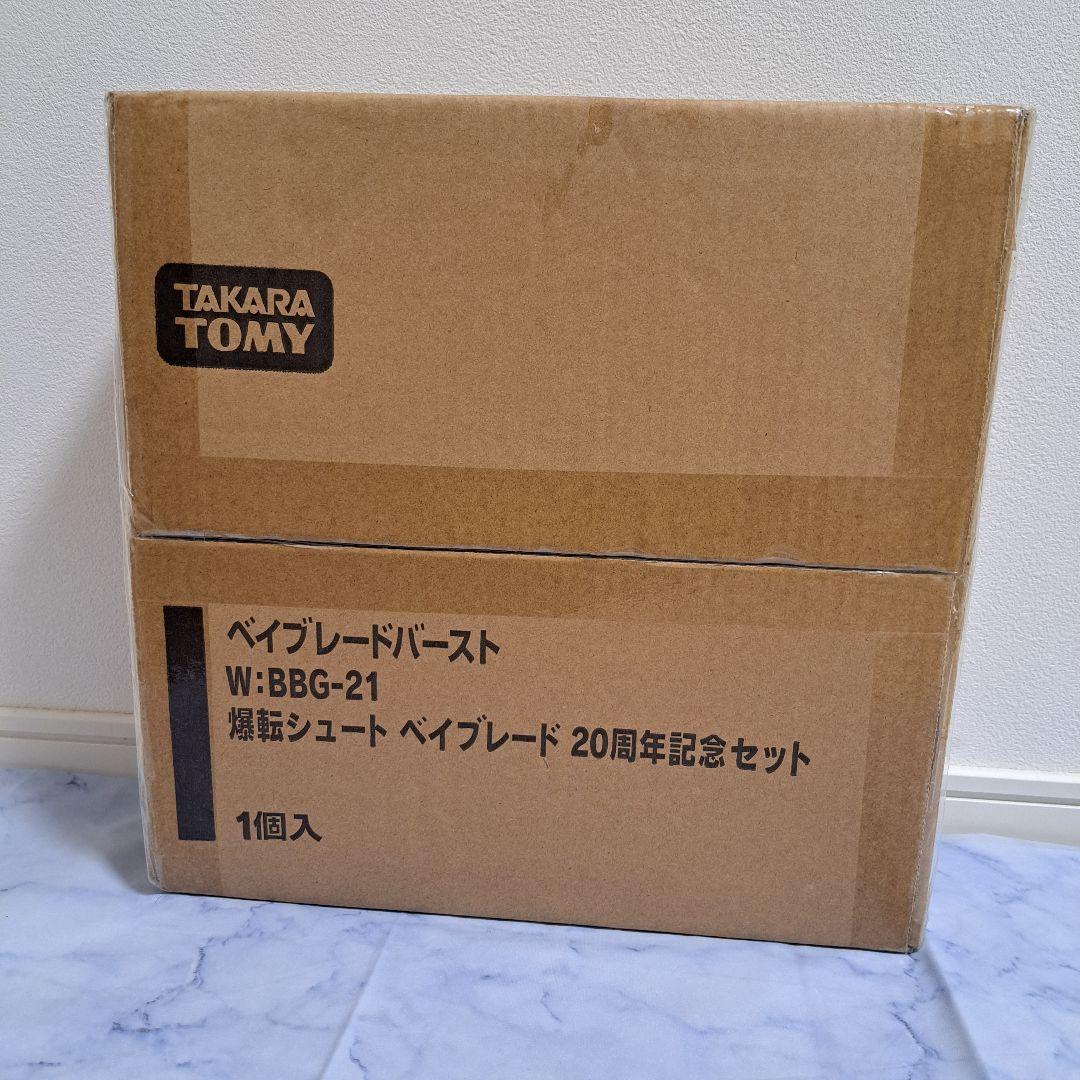 TAKARA
TOMY
ベイブレードバースト
W:BBG-21
爆転シュート ベイブレード 20周年記念セット
1個入